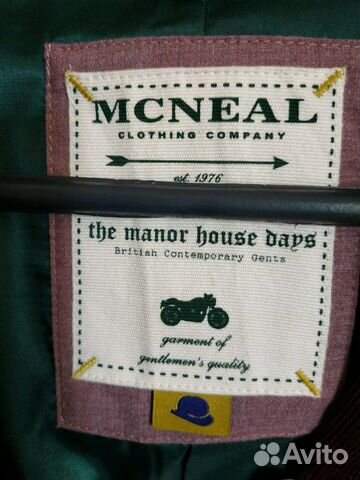 MCNEAL
CLOTHING COMPANY
est. 1976
the manor house days
British Contemporary Gents
garment of
gentlemen's quality
Avito